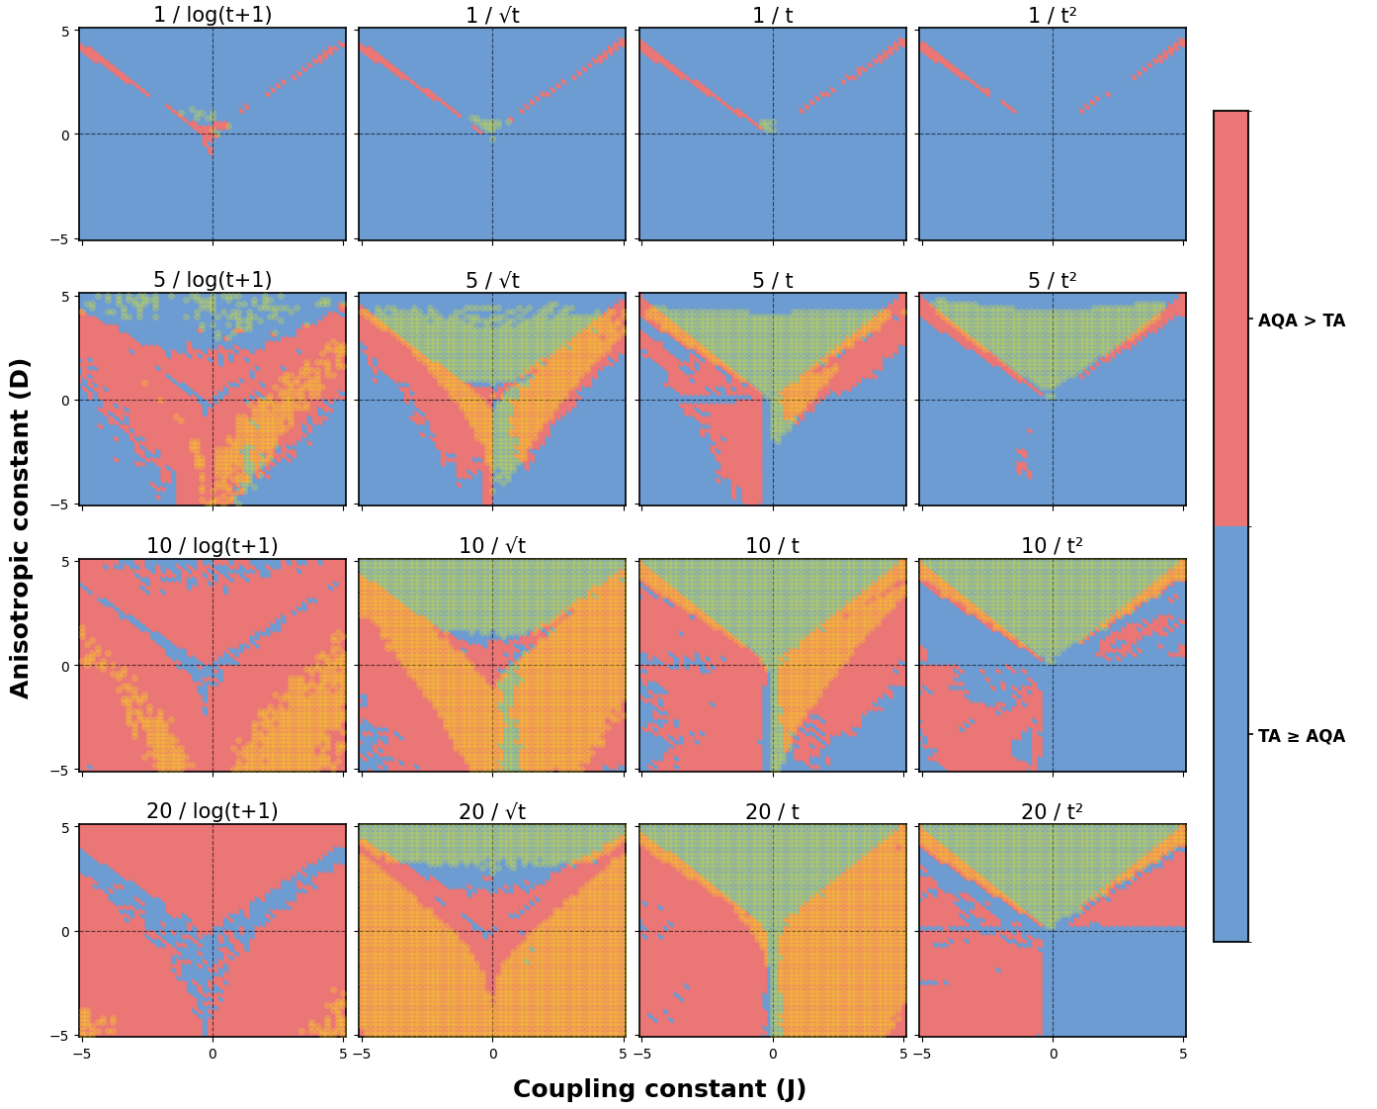 1 / log(t+1)
1 / √t
1 / t
1 / t²
5
0
−5
5 / log(t+1)
5 / √t
5 / t
5 / t²
5
0
−5
AQA > TA
10 / log(t+1)
10 / √t
10 / t
10 / t²
5
0
−5
TA ≥ AQA
20 / log(t+1)
20 / √t
20 / t
20 / t²
5
0
−5
−5 0 5 −5 0 5 −5 0 5 −5 0 5
Anisotropic constant (D)
Coupling constant (J)